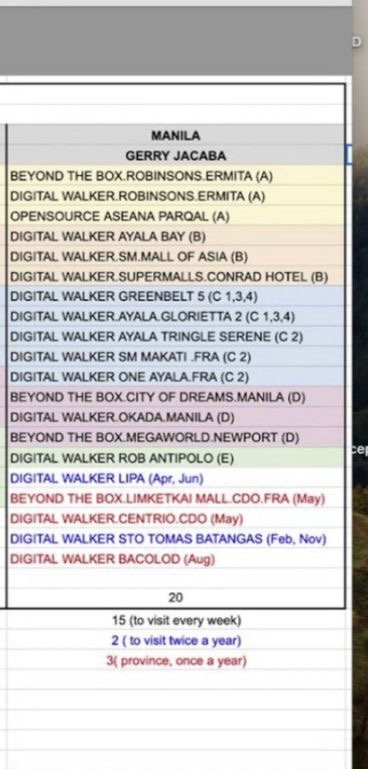 MANILA
GERRY JACABA
BEYOND THE BOX.ROBINSONS.ERMITA (A)
DIGITAL WALKER.ROBINSONS.ERMITA (A)
OPENSOURCE ASEANA PARQAL (A)
DIGITAL WALKER AYALA BAY (B)
DIGITAL WALKER.SM.MALL OF ASIA (B)
DIGITAL WALKER.SUPERMALLS.CONRAD HOTEL (B)
DIGITAL WALKER GREENBELT 5 (C 1,3,4)
DIGITAL WALKER.AYALA.GLORIETTA 2 (C 1,3,4)
DIGITAL WALKER AYALA TRINGLE SERENE (C 2)
DIGITAL WALKER SM MAKATI .FRA (C 2)
DIGITAL WALKER ONE AYALA.FRA (C 2)
BEYOND THE BOX.CITY OF DREAMS.MANILA (D)
DIGITAL WALKER.OKADA.MANILA (D)
BEYOND THE BOX.MEGAWORLD.NEWPORT (D)
DIGITAL WALKER ROB ANTIPOLO (E)
DIGITAL WALKER LIPA (Apr, Jun)
BEYOND THE BOX.LIMKETKAI MALL.CDO.FRA (May)
DIGITAL WALKER.CENTRIO.CDO (May)
DIGITAL WALKER STO TOMAS BATANGAS (Feb, Nov)
DIGITAL WALKER BACOLOD (Aug)
20
15 (to visit every week)
2 ( to visit twice a year)
3( province, once a year)